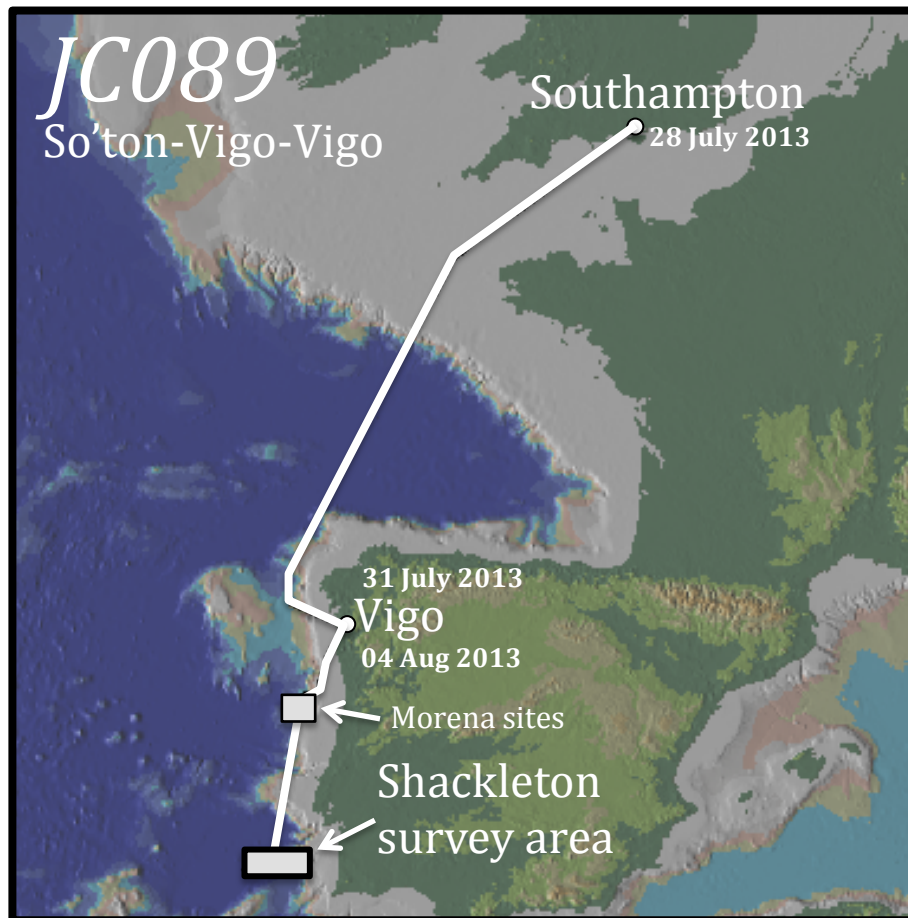 JC089
So'ton-Vigo-Vigo
Southampton
28 July 2013
31 July 2013
Vigo
04 Aug 2013
Morena sites
Shackleton
survey area